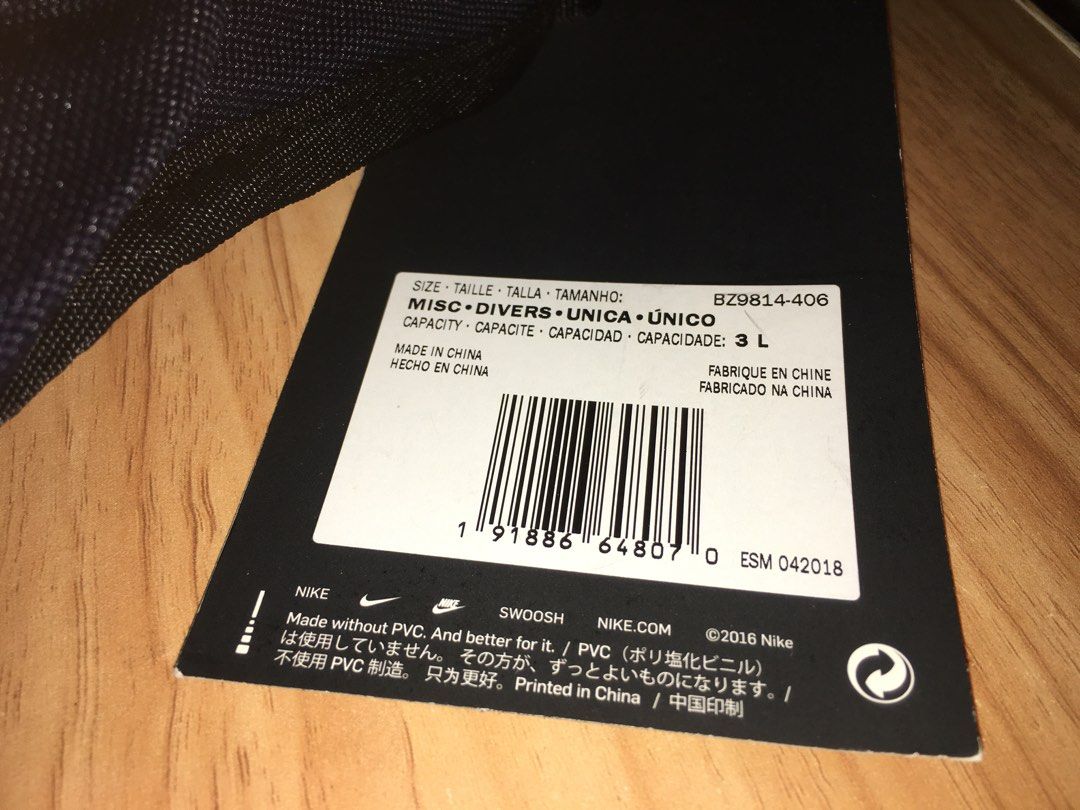 SIZE · TAILLE · TALLA · TAMANHO:
BZ9814-406
MISC • DIVERS • UNICA • ÚNICO
CAPACITY · CAPACITE · CAPACIDAD · CAPACIDADE: 3 L
MADE IN CHINA
HECHO EN CHINA
FABRIQUE EN CHINE
FABRICADO NA CHINA
1 91886 64807 0
ESM 042018
NIKE NIKE SWOOSH NIKE.COM ©2016 Nike
Made without PVC. And better for it. / PVC（ポリ塩化ビニル）
は使用していません。 その方が、ずっとよいものになります。/
不使用 PVC 制造。 只为更好。Printed in China / 中国印制